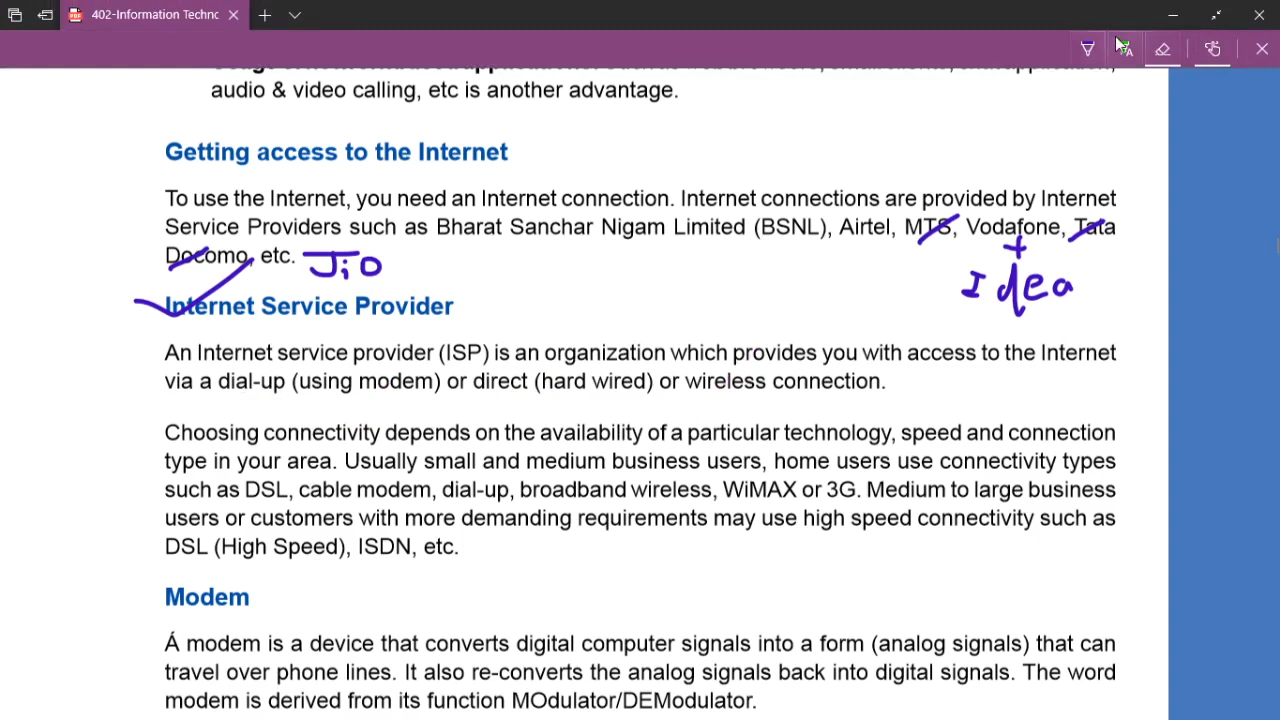 402-Information Techno
audio & video calling, etc is another advantage.
Getting access to the Internet
To use the Internet, you need an Internet connection. Internet connections are provided by Internet
Service Providers such as Bharat Sanchar Nigam Limited (BSNL), Airtel, MTS, Vodafone, Tata
Docomo, etc. Jio
+
Idea
Internet Service Provider
An Internet service provider (ISP) is an organization which provides you with access to the Internet
via a dial-up (using modem) or direct (hard wired) or wireless connection.
Choosing connectivity depends on the availability of a particular technology, speed and connection
type in your area. Usually small and medium business users, home users use connectivity types
such as DSL, cable modem, dial-up, broadband wireless, WiMAX or 3G. Medium to large business
users or customers with more demanding requirements may use high speed connectivity such as
DSL (High Speed), ISDN, etc.
Modem
Á modem is a device that converts digital computer signals into a form (analog signals) that can
travel over phone lines. It also re-converts the analog signals back into digital signals. The word
modem is derived from its function MOdulator/DEModulator.